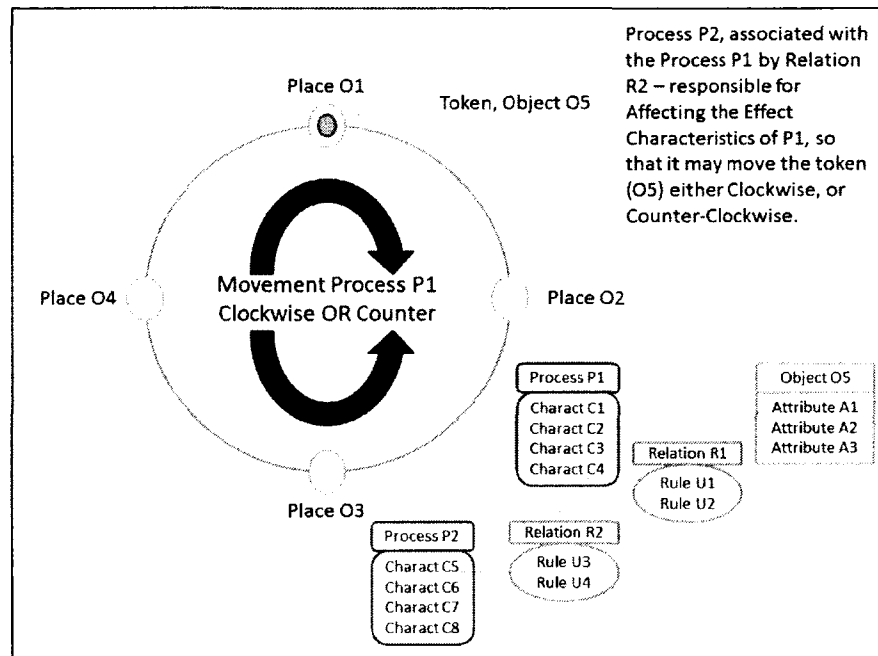 Process P2, associated with
the Process P1 by Relation
R2 – responsible for
Affecting the Effect
Characteristics of P1, so
that it may move the token
(O5) either Clockwise, or
Counter-Clockwise.
Place O1
Token, Object O5
Place O4
Movement Process P1
Clockwise OR Counter
Place O2
Place O3
Process P1
Charact C1
Charact C2
Charact C3
Charact C4
Object O5
Attribute A1
Attribute A2
Attribute A3
Relation R1
Rule U1
Rule U2
Process P2
Charact C5
Charact C6
Charact C7
Charact C8
Relation R2
Rule U3
Rule U4